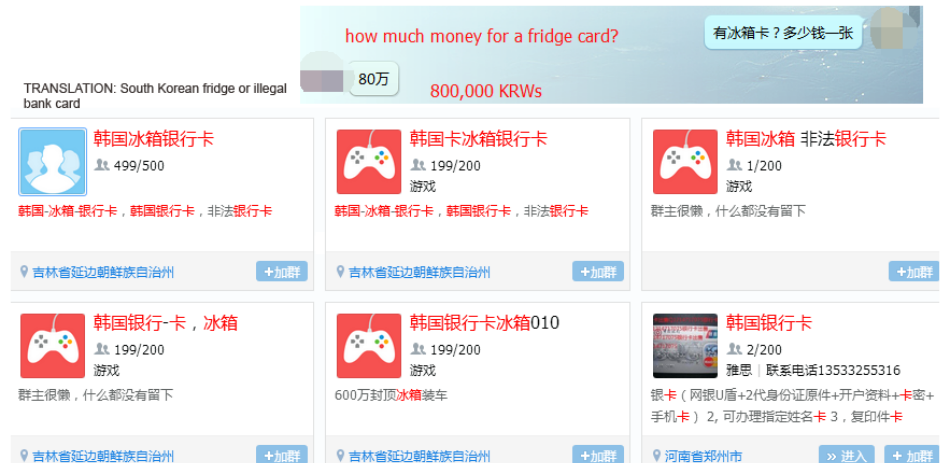 how much money for a fridge card?
有冰箱卡？多少钱一张
80万
800,000 KRWs
TRANSLATION: South Korean fridge or illegal
bank card
韩国冰箱银行卡
499/500
韩国-冰箱-银行卡，韩国银行卡，非法银行卡
吉林省延边朝鲜族自治州
+加群
韩国卡冰箱银行卡
199/200
游戏
韩国-冰箱-银行卡，韩国银行卡，非法银行卡
吉林省延边朝鲜族自治州
+加群
韩国冰箱 非法银行卡
1/200
游戏
群主很懒，什么都没有留下
+加群
韩国银行-卡，冰箱
199/200
游戏
群主很懒，什么都没有留下
吉林省延边朝鲜族自治州
+加群
韩国银行卡冰箱010
199/200
游戏
600万封顶冰箱装车
吉林省延边朝鲜族自治州
+加群
韩国银行卡
2/200
雅思 | 联系电话13533255316
银卡（网银U盾+2代身份证原件+开户资料+卡密+
手机卡）2, 可办理指定姓名卡 3，复印件卡
河南省郑州市
» 进入
+ 加群